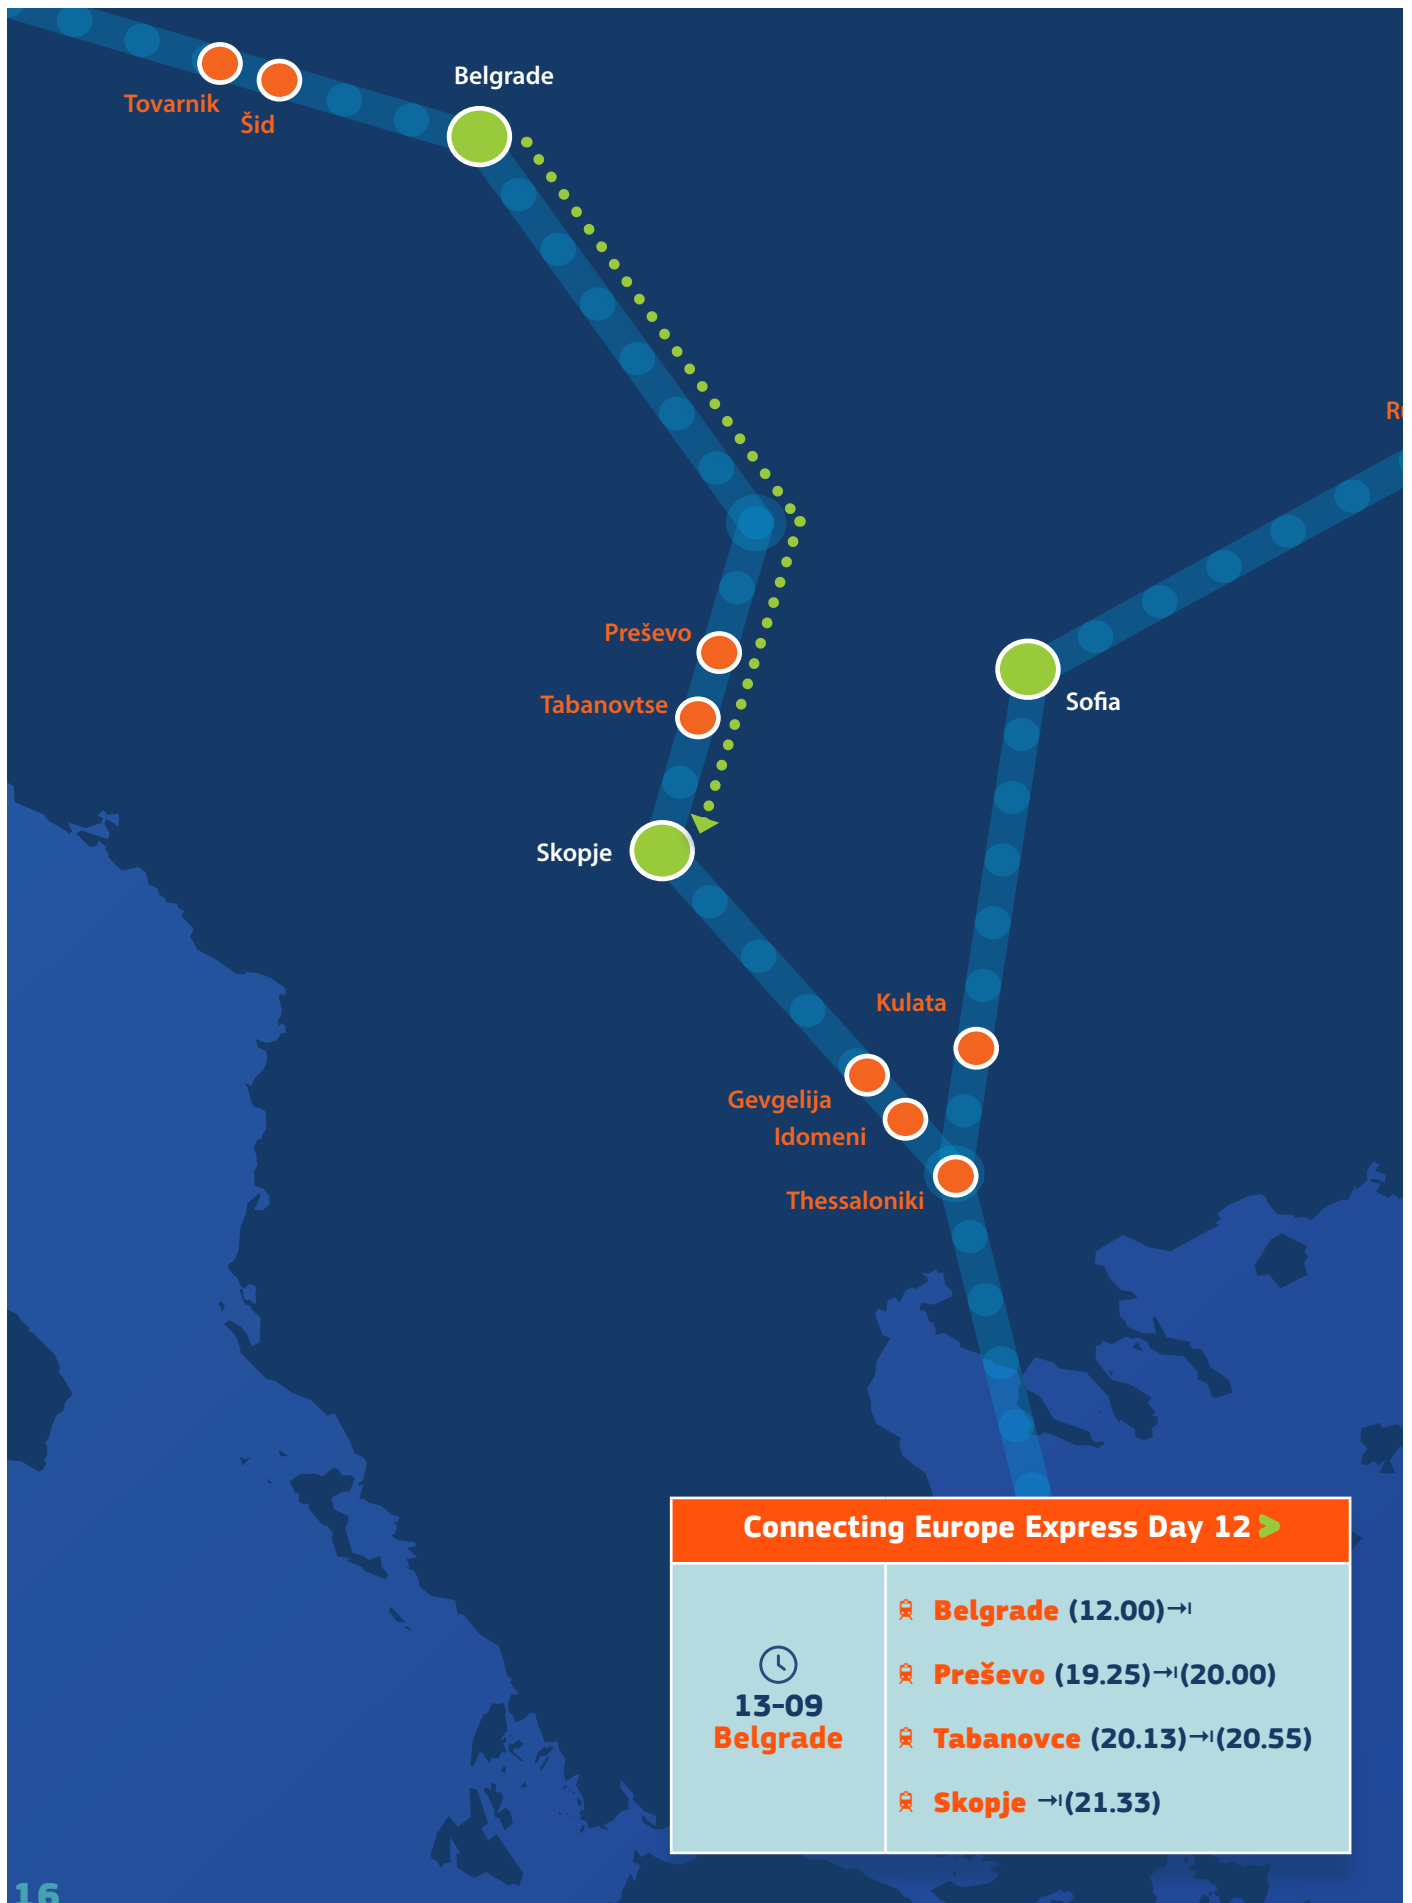 Belgrade
Tovarnik
Šid
Preševo
Tabanovtse
Sofia
Skopje
Kulata
Gevgelija
Idomeni
Thessaloniki
Connecting Europe Express Day 12 >
13-09
Belgrade
Belgrade (12.00)
Preševo (19.25) (20.00)
Tabanovce (20.13) (20.55)
Skopje (21.33)
16